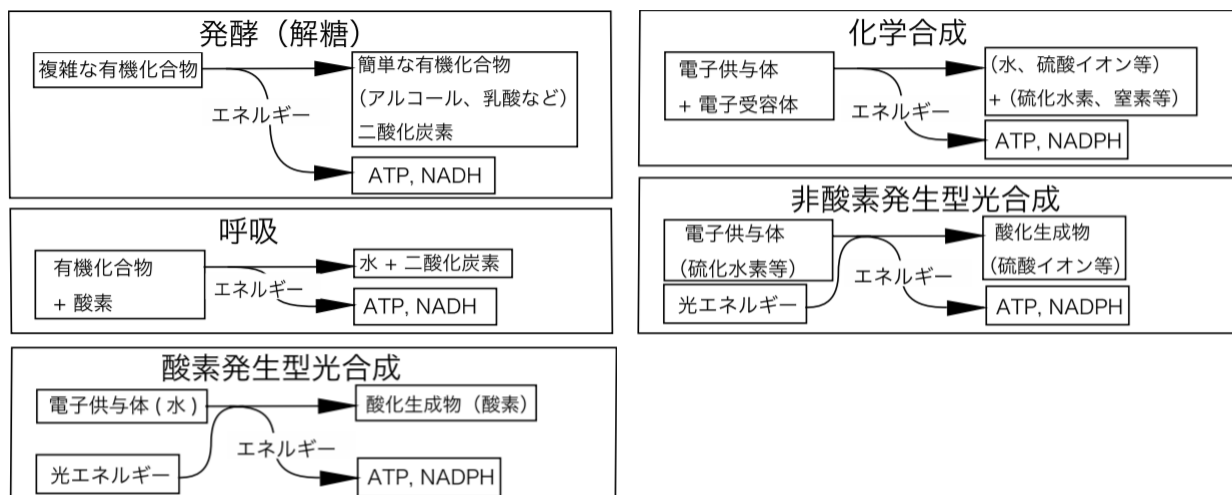 発酵（解糖）
複雑な有機化合物
簡単な有機化合物
(アルコール、乳酸など)
二酸化炭素
エネルギー
ATP, NADH
呼吸
有機化合物
+ 酸素
水 + 二酸化炭素
エネルギー
ATP, NADH
酸素発生型光合成
電子供与体 ( 水 )
酸化生成物（酸素）
エネルギー
光エネルギー
ATP, NADPH
化学合成
電子供与体
+ 電子受容体
(水、硫酸イオン等)
+ (硫化水素、窒素等)
エネルギー
ATP, NADPH
非酸素発生型光合成
電子供与体
(硫化水素等)
酸化生成物
(硫酸イオン等)
エネルギー
光エネルギー
ATP, NADPH